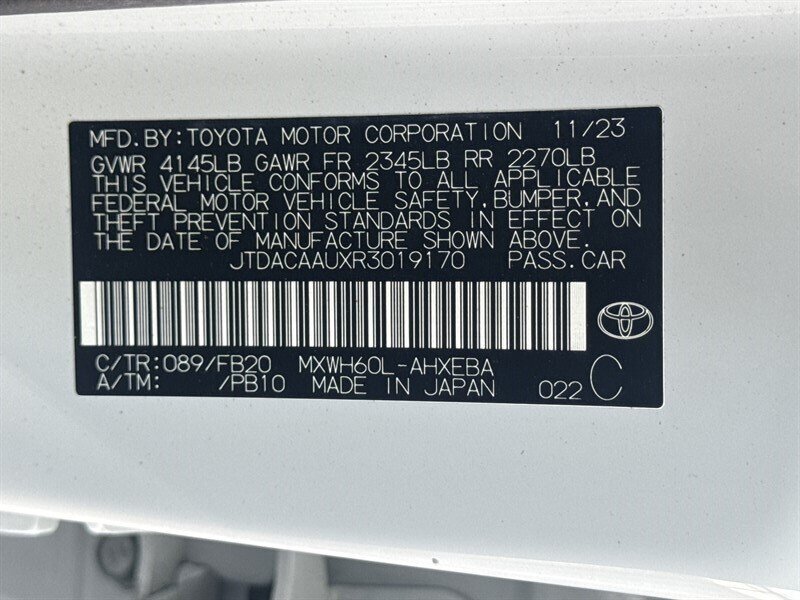 MFD.BY:TOYOTA MOTOR CORPORATION 11/23
GVWR 4145LB GAWR FR 2345LB RR 2270LB
THIS VEHICLE CONFORMS TO ALL APPLICABLE
FEDERAL MOTOR VEHICLE SAFETY,BUMPER,AND
THEFT PREVENTION STANDARDS IN EFFECT ON
THE DATE OF MANUFACTURE SHOWN ABOVE.
JTDACAAUXR3019170 PASS.CAR
C/TR:089/FB20 MXWH60L-AHXEBA
A/TM: /PB10 MADE IN JAPAN 022 C